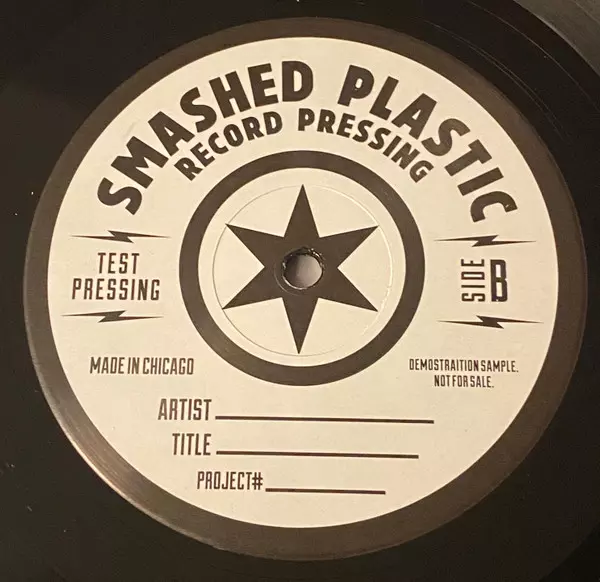 SMASHED PLASTIC
RECORD PRESSING
TEST
PRESSING
SIDE B
MADE IN CHICAGO
DEMOSTRAITION SAMPLE.
NOT FOR SALE.
ARTIST
TITLE
PROJECT#